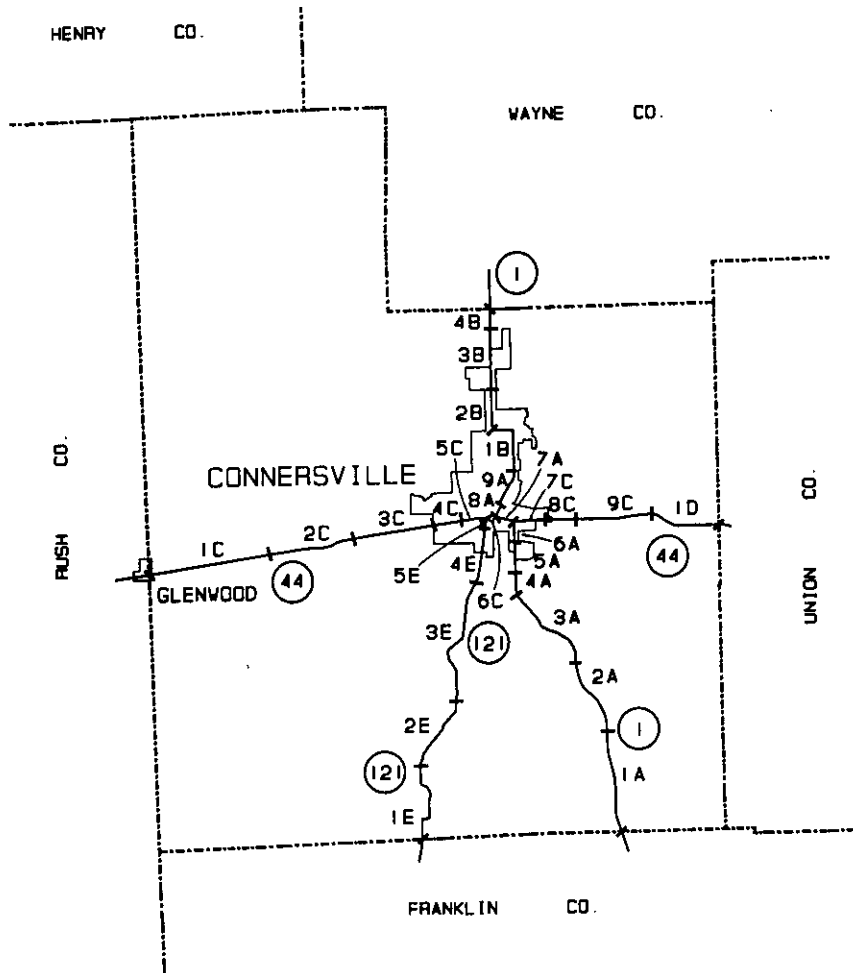 HENRY CO.
WAYNE CO.
1
4B
3B
2B
5C 1B
7A
CONNERSVILLE 9A 7C
8A 8C 9C 1D
RUSH CO.
UNION CO.
1C 2C 3C 4C
6A
4E 5A
44
GLENWOOD 44 5E 4A
6C
3E 3A
121
2A
2E
1
121
1A
1E
FRANKLIN CO.